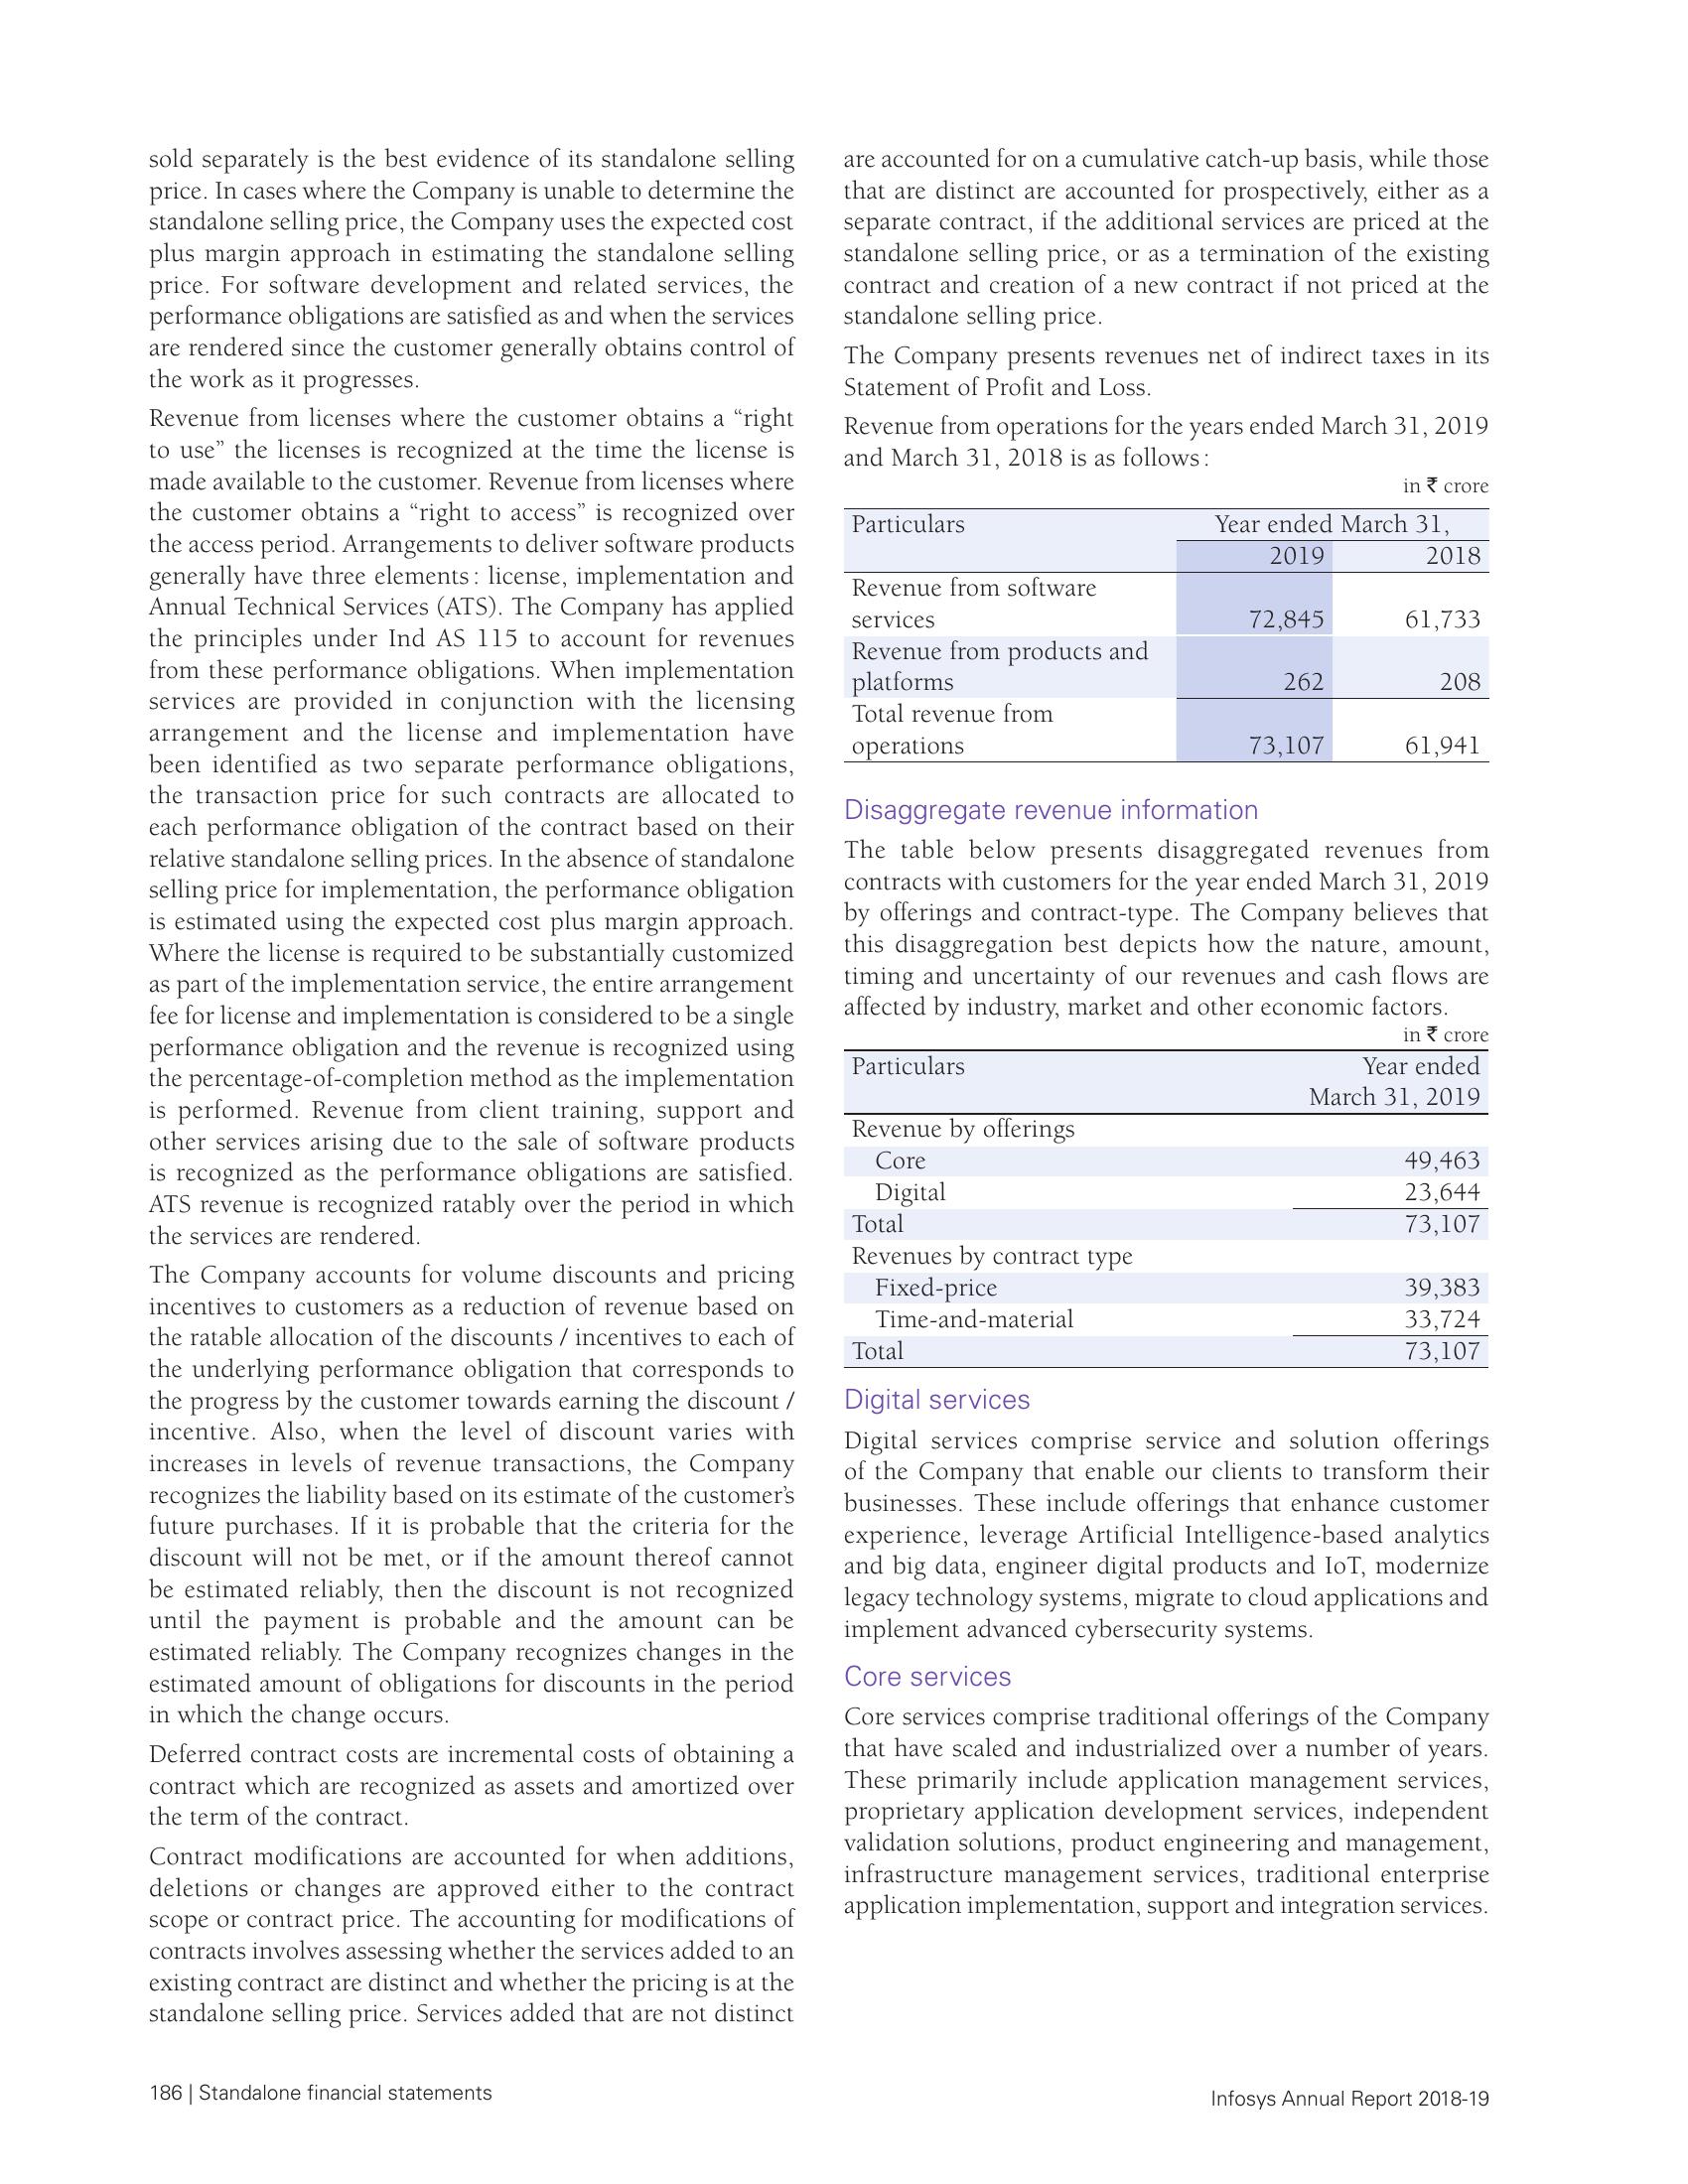 sold separately is the best evidence of its standalone selling
price. In cases where the Company is unable to determine the
standalone selling price, the Company uses the expected cost
plus margin approach in estimating the standalone selling
price. For software development and related services, the
performance obligations are satisfied as and when the services
are rendered since the customer generally obtains control of
the work as it progresses.
Revenue from licenses where the customer obtains a “right
to use” the licenses is recognized at the time the license is
made available to the customer. Revenue from licenses where
the customer obtains a “right to access” is recognized over
the access period. Arrangements to deliver software products
generally have three elements: license, implementation and
Annual Technical Services (ATS). The Company has applied
the principles under Ind AS 115 to account for revenues
from these performance obligations. When implementation
services are provided in conjunction with the licensing
arrangement and the license and implementation have
been identified as two separate performance obligations,
the transaction price for such contracts are allocated to
each performance obligation of the contract based on their
relative standalone selling prices. In the absence of standalone
selling price for implementation, the performance obligation
is estimated using the expected cost plus margin approach.
Where the license is required to be substantially customized
as part of the implementation service, the entire arrangement
fee for license and implementation is considered to be a single
performance obligation and the revenue is recognized using
the percentage-of-completion method as the implementation
is performed. Revenue from client training, support and
other services arising due to the sale of software products
is recognized as the performance obligations are satisfied.
ATS revenue is recognized ratably over the period in which
the services are rendered.
The Company accounts for volume discounts and pricing
incentives to customers as a reduction of revenue based on
the ratable allocation of the discounts / incentives to each of
the underlying performance obligation that corresponds to
the progress by the customer towards earning the discount /
incentive. Also, when the level of discount varies with
increases in levels of revenue transactions, the Company
recognizes the liability based on its estimate of the customer’s
future purchases. If it is probable that the criteria for the
discount will not be met, or if the amount thereof cannot
be estimated reliably, then the discount is not recognized
until the payment is probable and the amount can be
estimated reliably. The Company recognizes changes in the
estimated amount of obligations for discounts in the period
in which the change occurs.
Deferred contract costs are incremental costs of obtaining a
contract which are recognized as assets and amortized over
the term of the contract.
Contract modifications are accounted for when additions,
deletions or changes are approved either to the contract
scope or contract price. The accounting for modifications of
contracts involves assessing whether the services added to an
existing contract are distinct and whether the pricing is at the
standalone selling price. Services added that are not distinct
are accounted for on a cumulative catch-up basis, while those
that are distinct are accounted for prospectively, either as a
separate contract, if the additional services are priced at the
standalone selling price, or as a termination of the existing
contract and creation of a new contract if not priced at the
standalone selling price.
The Company presents revenues net of indirect taxes in its
Statement of Profit and Loss.
Revenue from operations for the years ended March 31, 2019
and March 31, 2018 is as follows:
in ₹ crore
Particulars Year ended March 31,
2019 2018
Revenue from software
services 72,845 61,733
Revenue from products and
platforms 262 208
Total revenue from
operations 73,107 61,941
Disaggregate revenue information
The table below presents disaggregated revenues from
contracts with customers for the year ended March 31, 2019
by offerings and contract-type. The Company believes that
this disaggregation best depicts how the nature, amount,
timing and uncertainty of our revenues and cash flows are
affected by industry, market and other economic factors.
in ₹ crore
Particulars Year ended
March 31, 2019
Revenue by offerings
Core 49,463
Digital 23,644
Total 73,107
Revenues by contract type
Fixed-price 39,383
Time-and-material 33,724
Total 73,107
Digital services
Digital services comprise service and solution offerings
of the Company that enable our clients to transform their
businesses. These include offerings that enhance customer
experience, leverage Artificial Intelligence-based analytics
and big data, engineer digital products and IoT, modernize
legacy technology systems, migrate to cloud applications and
implement advanced cybersecurity systems.
Core services
Core services comprise traditional offerings of the Company
that have scaled and industrialized over a number of years.
These primarily include application management services,
proprietary application development services, independent
validation solutions, product engineering and management,
infrastructure management services, traditional enterprise
application implementation, support and integration services.
186 | Standalone financial statements
Infosys Annual Report 2018-19